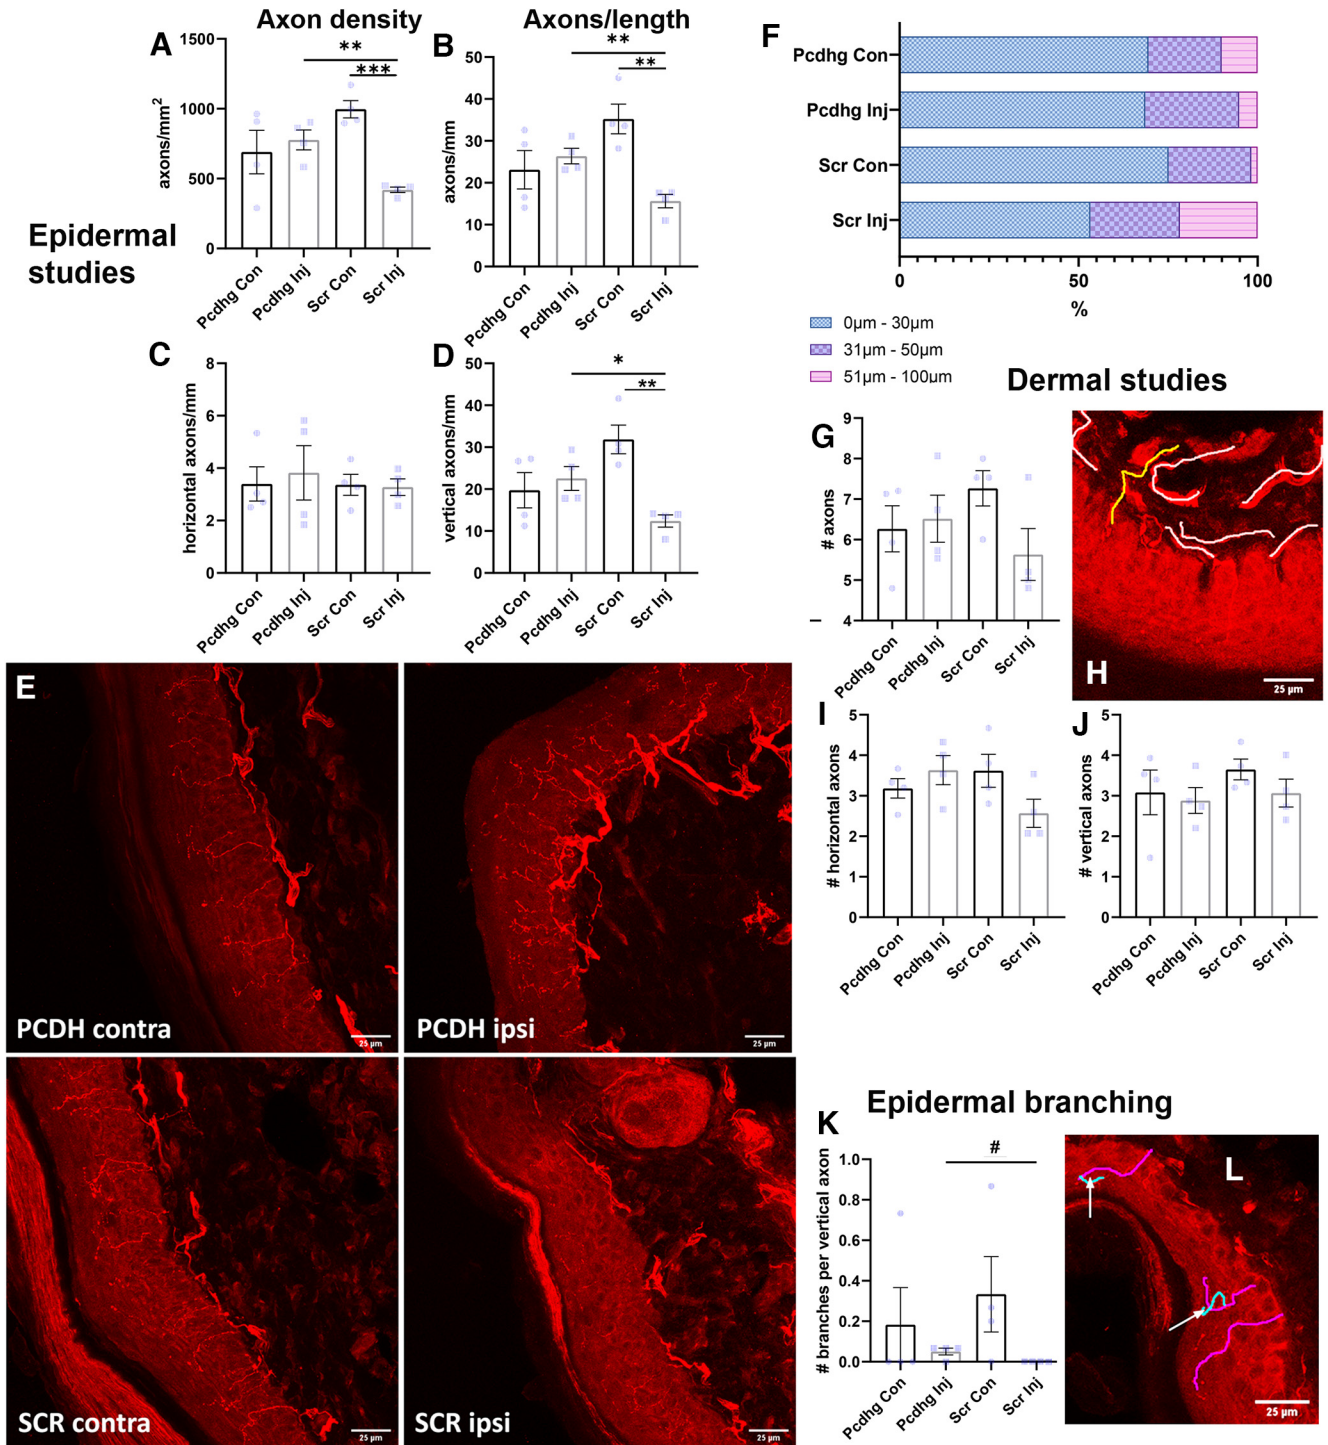 Axon density
Axons/length
A
1500
1000
500
0
axons/mm2
**
***
Pcdhg Con
Pcdhg Inj
Scr Con
Scr Inj
B
50
40
30
20
10
0
axons/mm
**
**
Pcdhg Con
Pcdhg Inj
Scr Con
Scr Inj
Epidermal
studies
C
8
6
4
2
0
horizontal axons/mm
Pcdhg Con
Pcdhg Inj
Scr Con
Scr Inj
D
50
40
30
20
10
0
vertical axons/mm
*
**
Pcdhg Con
Pcdhg Inj
Scr Con
Scr Inj
E
PCDH contra
25 µm
PCDH ipsi
25 µm
SCR contra
25 µm
SCR ipsi
25 µm
F
Pcdhg Con
Pcdhg Inj
Scr Con
Scr Inj
0
50
100
%
0µm - 30µm
31µm - 50µm
51µm - 100µm
Dermal studies
G
9
8
7
6
5
4
# axons
Pcdhg Con
Pcdhg Inj
Scr Con
Scr Inj
H
25 µm
I
5
4
3
2
1
0
# horizontal axons
Pcdhg Con
Pcdhg Inj
Scr Con
Scr Inj
J
5
4
3
2
1
0
# vertical axons
Pcdhg Con
Pcdhg Inj
Scr Con
Scr Inj
Epidermal branching
K
1.0
0.8
0.6
0.4
0.2
0.0
# branches per vertical axon
#
Pcdhg Con
Pcdhg Inj
Scr Con
Scr Inj
L
25 µm